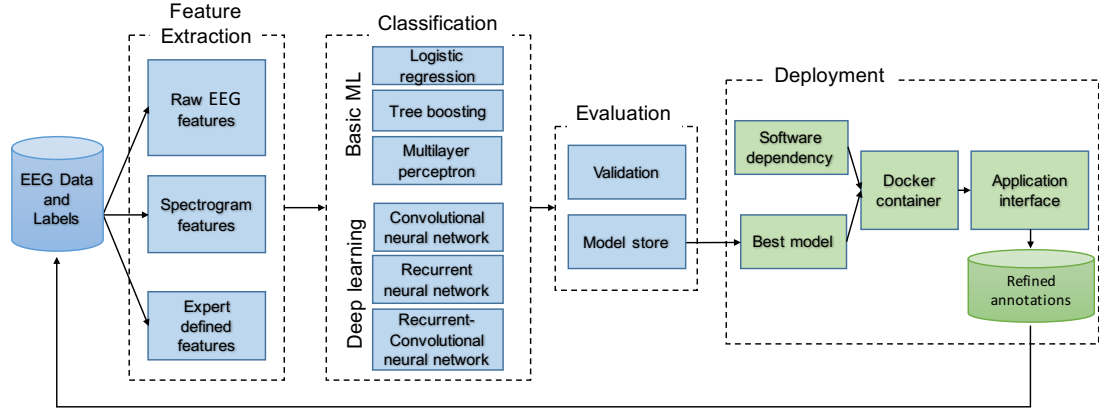 EEG Data
and
Labels
Feature
Extraction
Raw EEG
features
Spectrogram
features
Expert
defined
features
Classification
Basic ML
Logistic
regression
Tree boosting
Multilayer
perceptron
Deep learning
Convolutional
neural network
Recurrent
neural network
Recurrent-
Convolutional
neural network
Evaluation
Validation
Model store
Deployment
Software
dependency
Best model
Docker
container
Application
interface
Refined
annotations